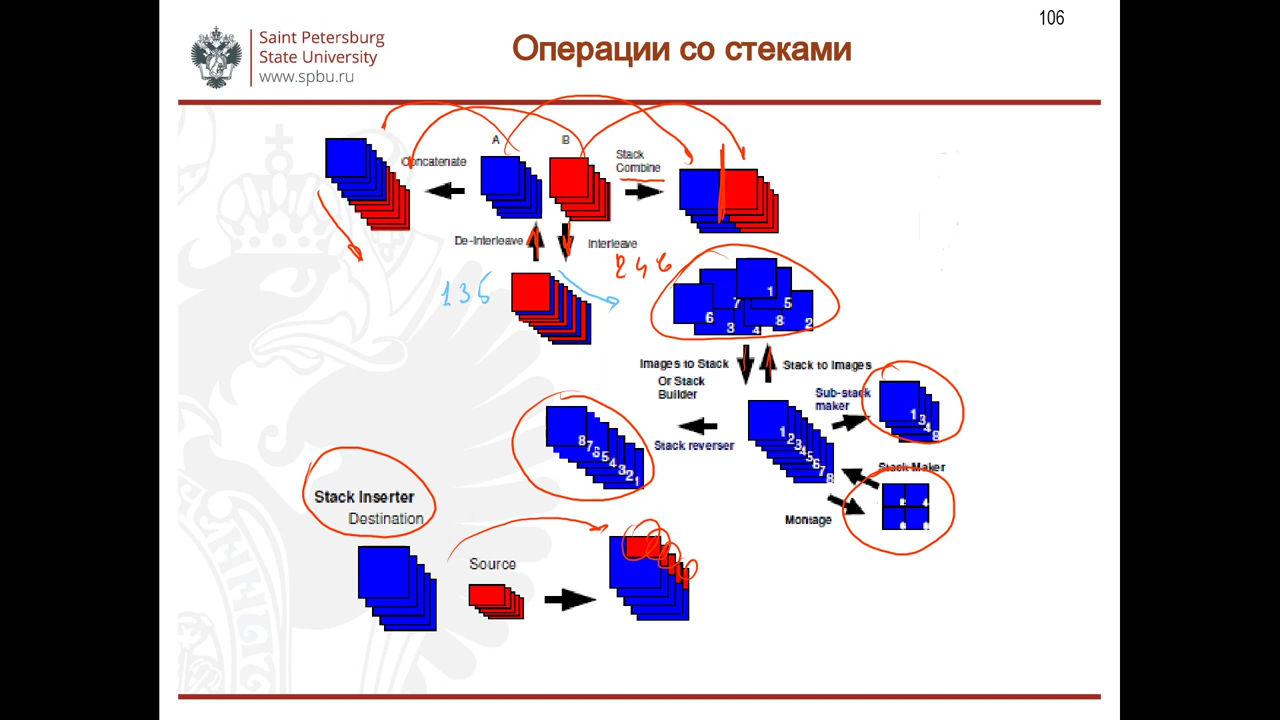 106
Saint Petersburg
State University
www.spbu.ru
Операции со стеками
A
B
Concatenate
Stack
Combine
De-Interleave
Interleave
2 4 6
1 3 5
1
7
5
6
3
4
8
2
Images to Stack
Or Stack
Builder
Stack to Images
Sub-stack
maker
1
3
4
8
8
7
6
5
4
3
2
1
Stack reverser
1
2
3
4
5
6
7
8
Stack Maker
Montage
Stack Inserter
Destination
Source